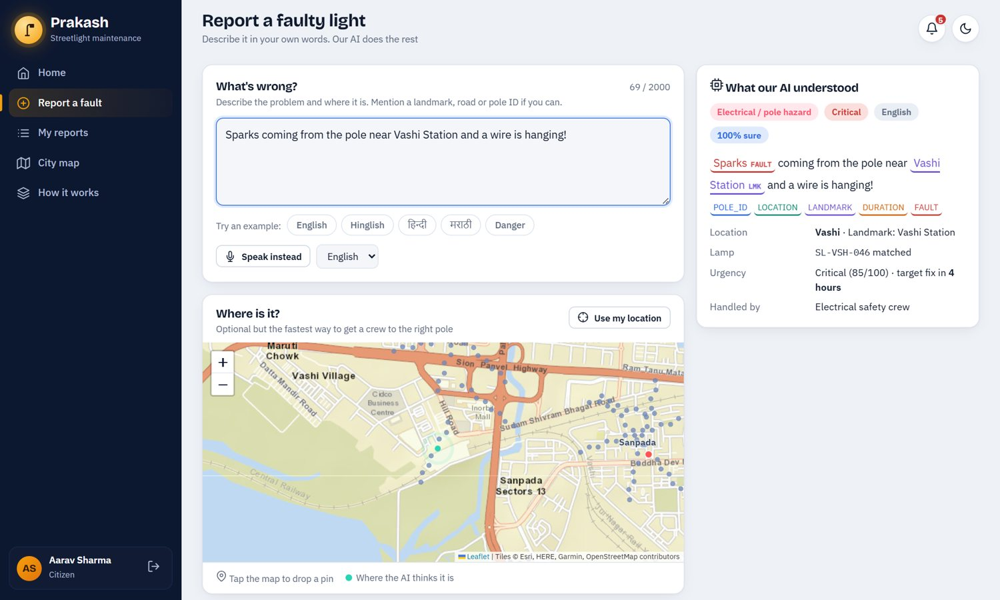 Prakash
Streetlight maintenance
Home
Report a fault
My reports
City map
How it works
AS
Aarav Sharma
Citizen
Report a faulty light
Describe it in your own words. Our AI does the rest
5
What's wrong?
69 / 2000
Describe the problem and where it is. Mention a landmark, road or pole ID if you can.
Sparks coming from the pole near Vashi Station and a wire is hanging!
Try an example:
English
Hinglish
हिन्दी
मराठी
Danger
Speak instead
English
Where is it?
Optional but the fastest way to get a crew to the right pole
Use my location
+
−
Maruti
Chowk
Vashi Village
Datta Mandir Road
Cidco
Business
Centre
Hill Road
Sion Panvel Highway
Ram Tanu Mata
Inorb
Mall
Sudam Shivram Bhagat Road
Sanpada
Buddha Dev
Vashi
Central Railway
Sanpada
Sectors 13
Leaflet | Tiles © Esri, HERE, Garmin, OpenStreetMap contributors
Tap the map to drop a pin
Where the AI thinks it is
What our AI understood
Electrical / pole hazard
Critical
English
100% sure
Sparks FAULT coming from the pole near Vashi
Station LMK and a wire is hanging!
POLE_ID LOCATION LANDMARK DURATION FAULT
Location
Vashi · Landmark: Vashi Station
Lamp
SL-VSH-046 matched
Urgency
Critical (85/100) · target fix in 4
hours
Handled by
Electrical safety crew